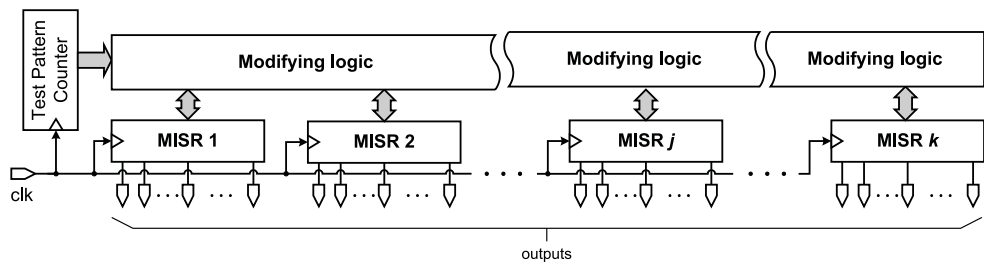 Test Pattern
Counter
Modifying logic
Modifying logic
Modifying logic
MISR 1
MISR 2
MISR j
MISR k
clk
outputs